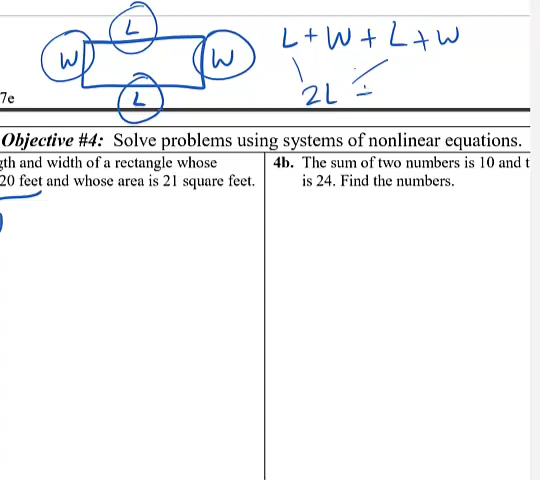 L
W
W
L
L + W + L + W
2L
7e
Objective #4: Solve problems using systems of nonlinear equations.
gth and width of a rectangle whose
20 feet and whose area is 21 square feet.
4b. The sum of two numbers is 10 and t
is 24. Find the numbers.